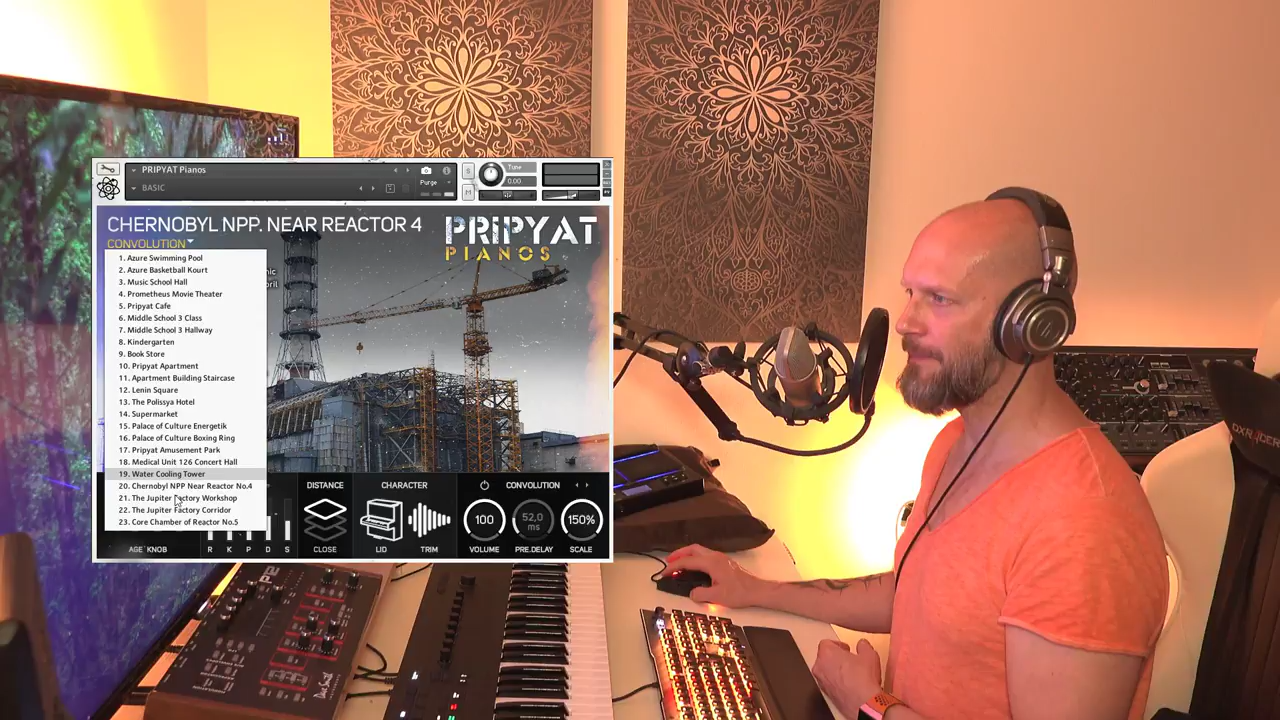 PRIPYAT Pianos
BASIC
Purge
S
M
Tune
0.00
CHERNOBYL NPP. NEAR REACTOR 4
PRIPYAT
PIANOS
CONVOLUTION
1. Azure Swimming Pool
2. Azure Basketball Kourt
3. Music School Hall
4. Prometheus Movie Theater
5. Pripyat Cafe
6. Middle School 3 Class
7. Middle School 3 Hallway
8. Kindergarten
9. Book Store
10. Pripyat Apartment
11. Apartment Building Staircase
12. Lenin Square
13. The Polissya Hotel
14. Supermarket
15. Palace of Culture Energetik
16. Palace of Culture Boxing Ring
17. Pripyat Amusement Park
18. Medical Unit 126 Concert Hall
19. Water Cooling Tower
20. Chernobyl NPP Near Reactor No.4
21. The Jupiter Factory Workshop
22. The Jupiter Factory Corridor
23. Core Chamber of Reactor No.5
AGE KNOB
R K P D S
DISTANCE
CLOSE
CHARACTER
LID
TRIM
CONVOLUTION
100
52,0
ms
150%
VOLUME
PRE.DELAY
SCALE